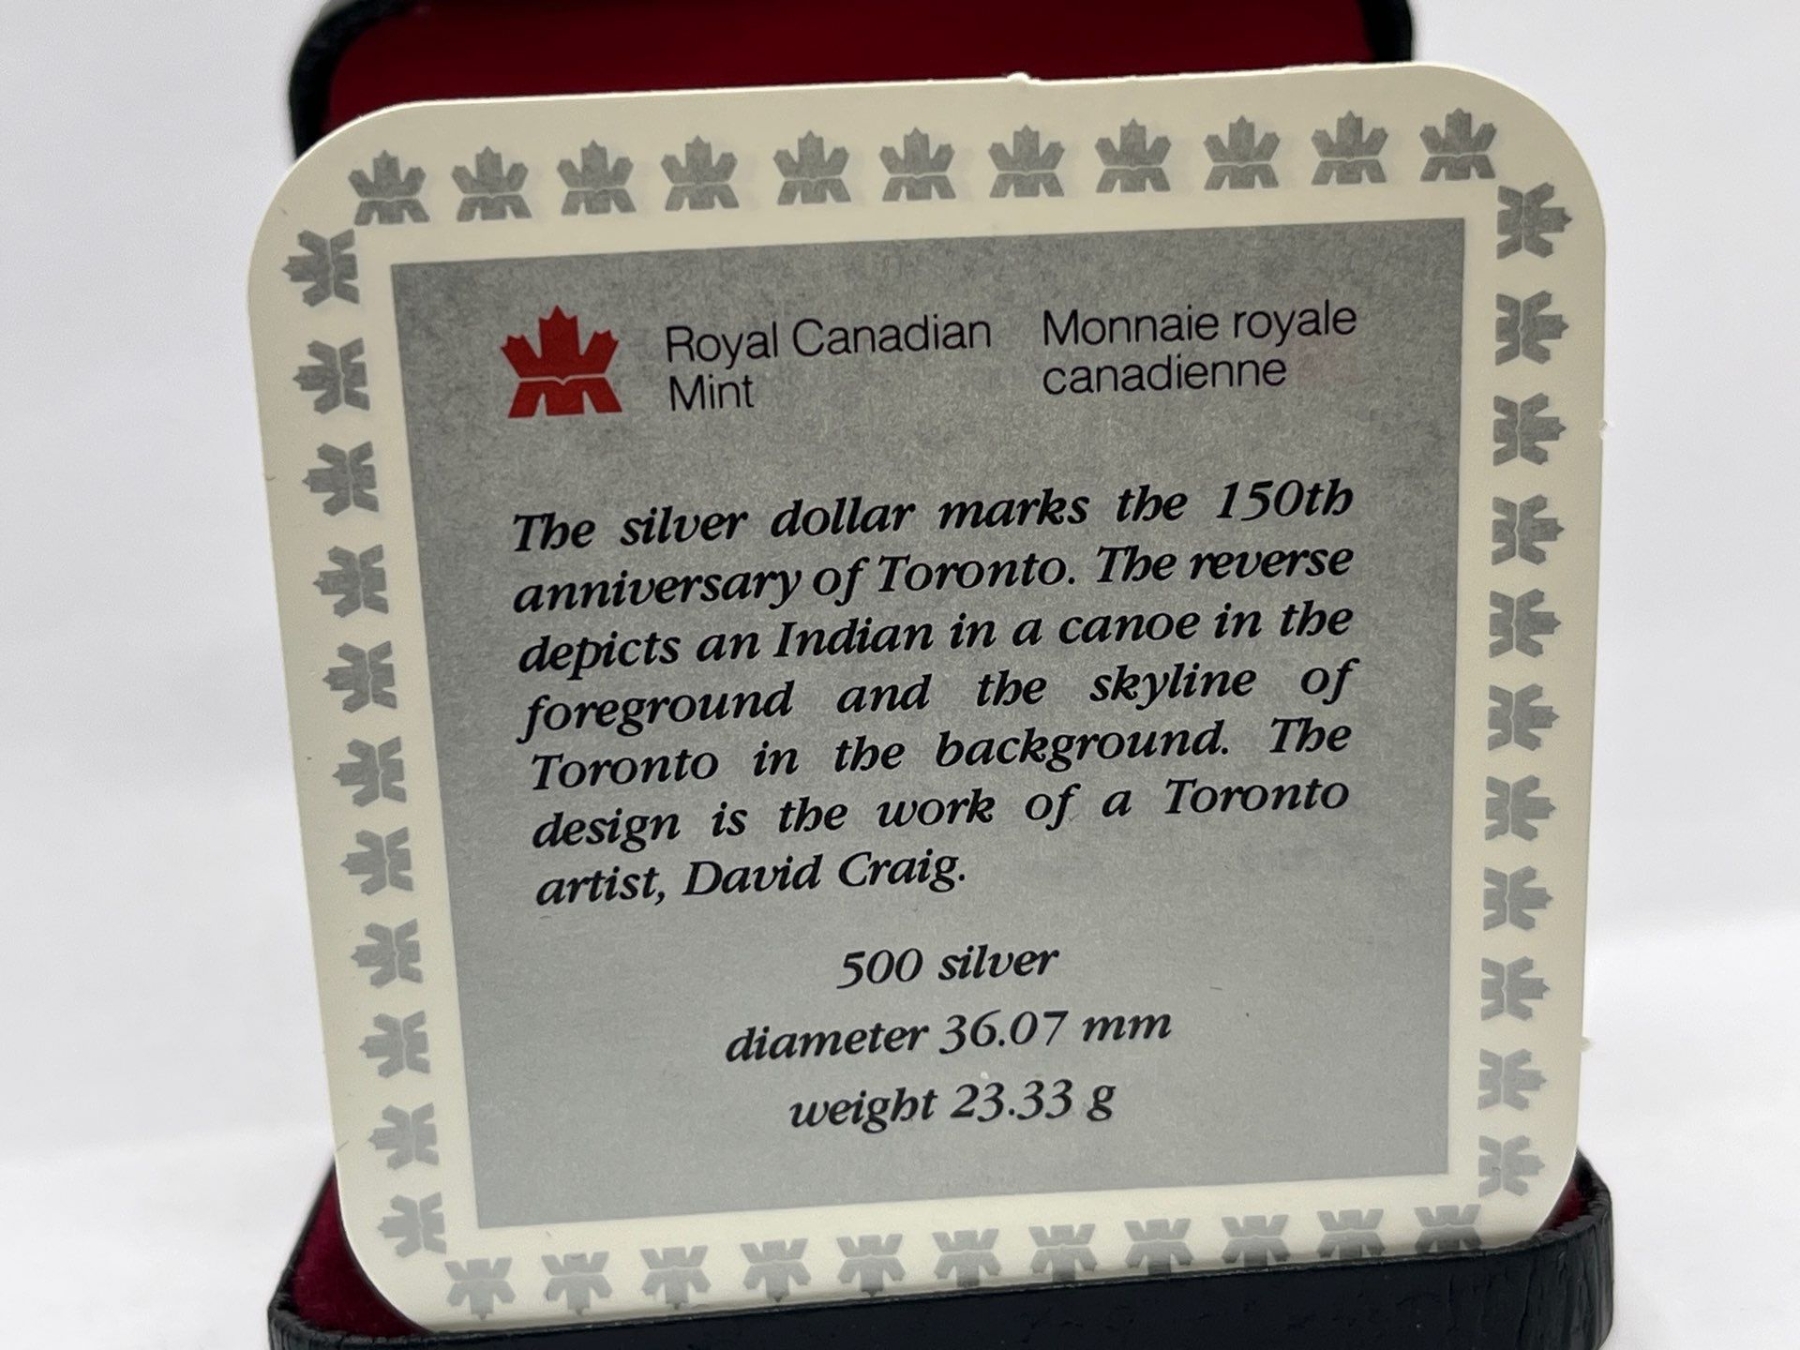 Royal Canadian Mint
Monnaie royale canadienne
The silver dollar marks the 150th
anniversary of Toronto. The reverse
depicts an Indian in a canoe in the
foreground and the skyline of
Toronto in the background. The
design is the work of a Toronto
artist, David Craig.
500 silver
diameter 36.07 mm
weight 23.33 g